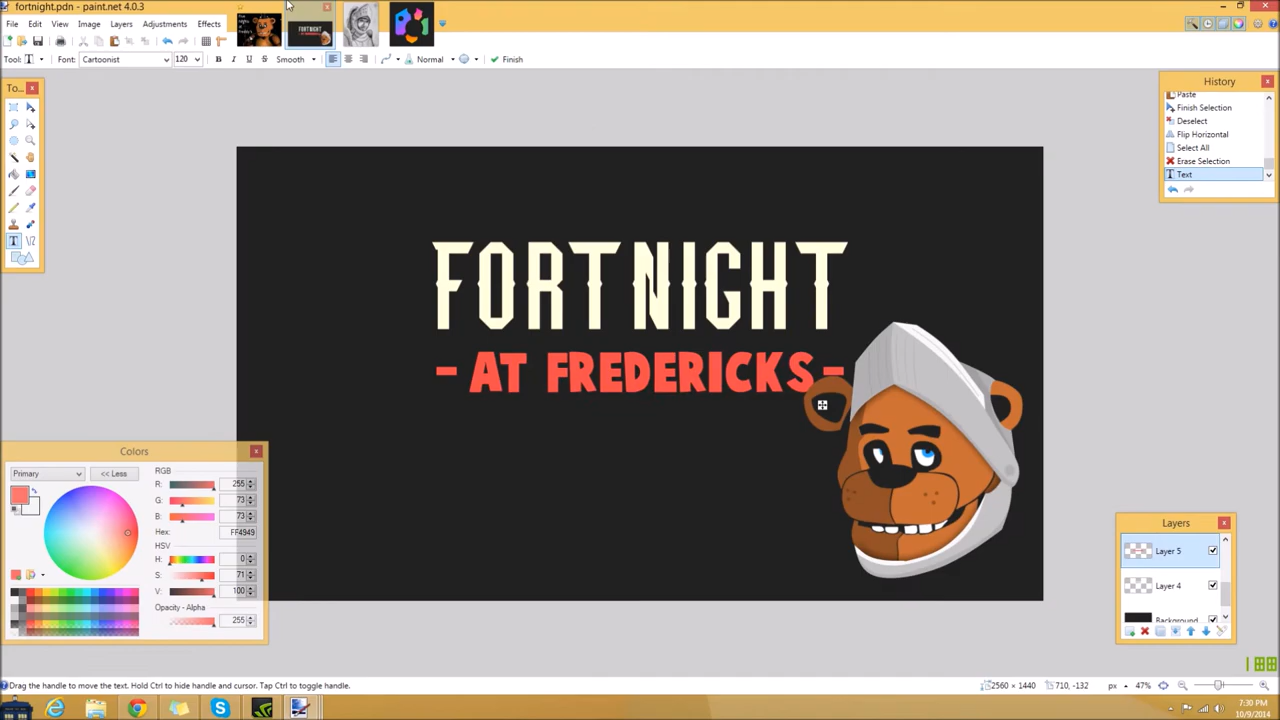 fortnight.pdn - paint.net 4.0.3
File Edit View Image Layers Adjustments Effects
Tool: T Font: Cartoonist 120 B I U S Smooth Normal Finish
To...
History
Paste
Finish Selection
Deselect
Flip Horizontal
Select All
Erase Selection
Text
FORTNIGHT
- AT FREDERICKS -
Colors
Primary << Less
RGB
R: 255
G: 73
B: 73
Hex: FF4949
HSV
H: 0
S: 71
V: 100
Opacity - Alpha
255
Layers
Layer 5
Layer 4
Background
Drag the handle to move the text. Hold Ctrl to hide handle and cursor. Tap Ctrl to toggle handle.
2560 × 1440 710, -132 px 47%
7:30 PM
10/9/2014